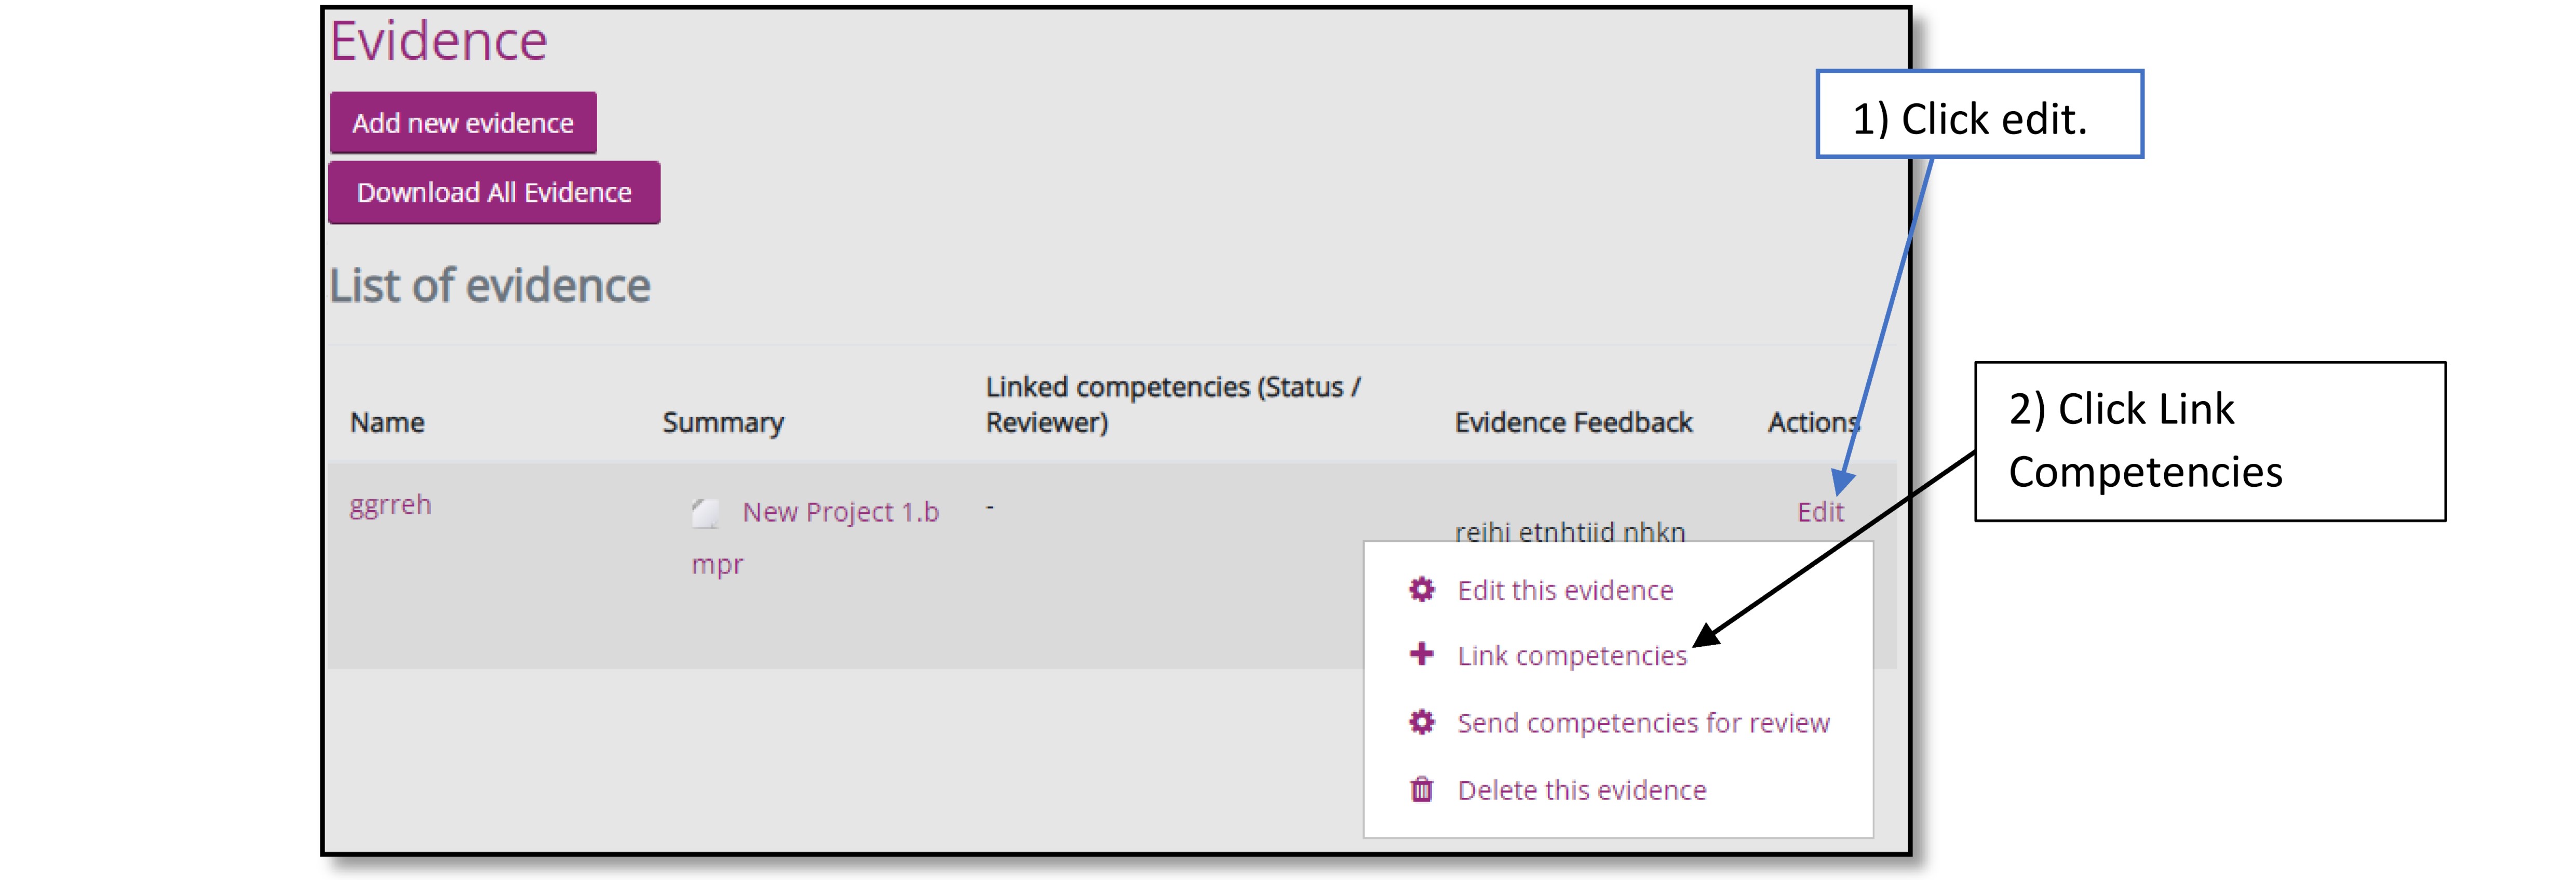 Evidence
Add new evidence
Download All Evidence
1) Click edit.
List of evidence
Name
Summary
Linked competencies (Status /
Reviewer)
Evidence Feedback
Actions
ggrreh
New Project 1.b
mpr
-
reihi etnhtiid nhkn
Edit
2) Click Link
Competencies
Edit this evidence
Link competencies
Send competencies for review
Delete this evidence